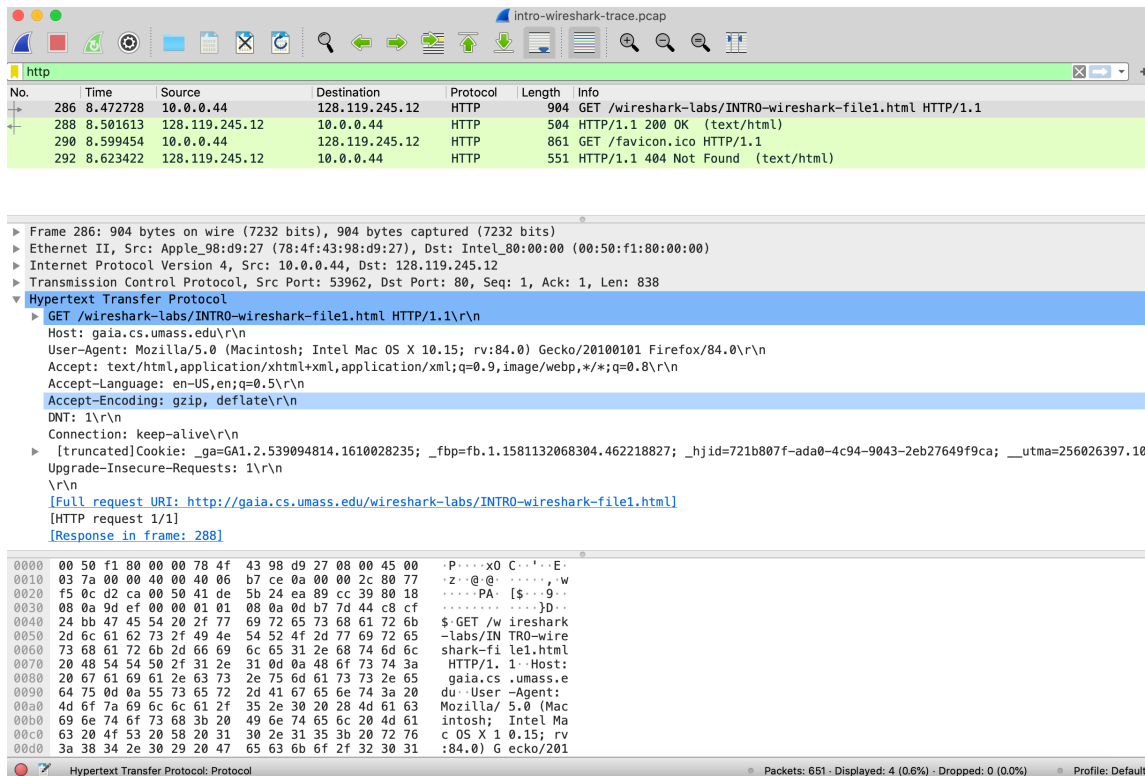 intro-wireshark-trace.pcap
http
No. Time Source Destination Protocol Length Info
286 8.472728 10.0.0.44 128.119.245.12 HTTP 904 GET /wireshark-labs/INTRO-wireshark-file1.html HTTP/1.1
288 8.501613 128.119.245.12 10.0.0.44 HTTP 504 HTTP/1.1 200 OK (text/html)
290 8.599454 10.0.0.44 128.119.245.12 HTTP 861 GET /favicon.ico HTTP/1.1
292 8.623422 128.119.245.12 10.0.0.44 HTTP 551 HTTP/1.1 404 Not Found (text/html)
Frame 286: 904 bytes on wire (7232 bits), 904 bytes captured (7232 bits)
Ethernet II, Src: Apple_98:d9:27 (78:4f:43:98:d9:27), Dst: Intel_80:00:00 (00:50:f1:80:00:00)
Internet Protocol Version 4, Src: 10.0.0.44, Dst: 128.119.245.12
Transmission Control Protocol, Src Port: 53962, Dst Port: 80, Seq: 1, Ack: 1, Len: 838
Hypertext Transfer Protocol
GET /wireshark-labs/INTRO-wireshark-file1.html HTTP/1.1\r\n
Host: gaia.cs.umass.edu\r\n
User-Agent: Mozilla/5.0 (Macintosh; Intel Mac OS X 10.15; rv:84.0) Gecko/20100101 Firefox/84.0\r\n
Accept: text/html,application/xhtml+xml,application/xml;q=0.9,image/webp,*/*;q=0.8\r\n
Accept-Language: en-US,en;q=0.5\r\n
Accept-Encoding: gzip, deflate\r\n
DNT: 1\r\n
Connection: keep-alive\r\n
[truncated]Cookie: _ga=GA1.2.539094814.1610028235; _fbp=fb.1.1581132068304.462218827; _hjid=721b807f-ada0-4c94-9043-2eb27649f9ca; __utma=256026397.10
Upgrade-Insecure-Requests: 1\r\n
\r\n
[Full request URI: http://gaia.cs.umass.edu/wireshark-labs/INTRO-wireshark-file1.html]
[HTTP request 1/1]
[Response in frame: 288]
0000 00 50 f1 80 00 00 78 4f 43 98 d9 27 08 00 45 00 ·P····xO C··'··E·
0010 03 7a 00 00 40 00 40 06 b7 ce 0a 00 00 2c 80 77 ·z··@·@· ·····,·w
0020 f5 0c d2 ca 00 50 41 de 5b 24 ea 89 cc 39 80 18 ·····PA· [$···9··
0030 08 0a 9d ef 00 00 01 01 08 0a 0d b7 7d 44 c8 cf ········ ····}D··
0040 24 bb 47 45 54 20 2f 77 69 72 65 73 68 61 72 6b $·GET /w ireshark
0050 2d 6c 61 62 73 2f 49 4e 54 52 4f 2d 77 69 72 65 -labs/IN TRO-wire
0060 73 68 61 72 6b 2d 66 69 6c 65 31 2e 68 74 6d 6c shark-fi le1.html
0070 20 48 54 54 50 2f 31 2e 31 0d 0a 48 6f 73 74 3a HTTP/1. 1··Host:
0080 20 67 61 69 61 2e 63 73 2e 75 6d 61 73 73 2e 65 gaia.cs .umass.e
0090 64 75 0d 0a 55 73 65 72 2d 41 67 65 6e 74 3a 20 du··User -Agent:
00a0 4d 6f 7a 69 6c 6c 61 2f 35 2e 30 20 28 4d 61 63 Mozilla/ 5.0 (Mac
00b0 69 6e 74 6f 73 68 3b 20 49 6e 74 65 6c 20 4d 61 intosh; Intel Ma
00c0 63 20 4f 53 20 58 20 31 30 2e 31 35 3b 20 72 76 c OS X 1 0.15; rv
00d0 3a 38 34 2e 30 29 20 47 65 63 6b 6f 2f 32 30 31 :84.0) G ecko/201
Hypertext Transfer Protocol: Protocol Packets: 651 · Displayed: 4 (0.6%) · Dropped: 0 (0.0%) Profile: Default